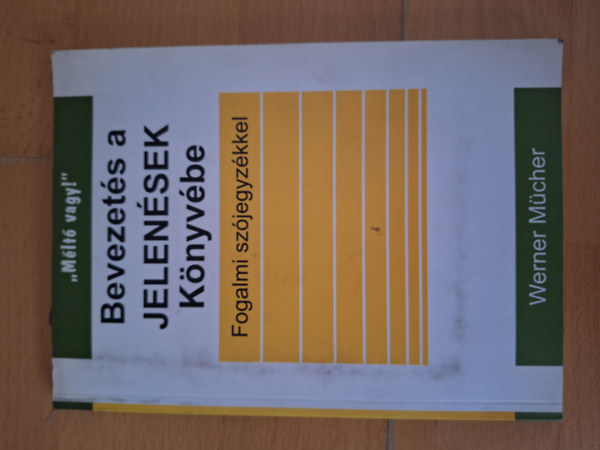 „Méltó vagy!”
Bevezetés a
JELENÉSEK
Könyvébe
Fogalmi szójegyzékkel
Werner Mücher